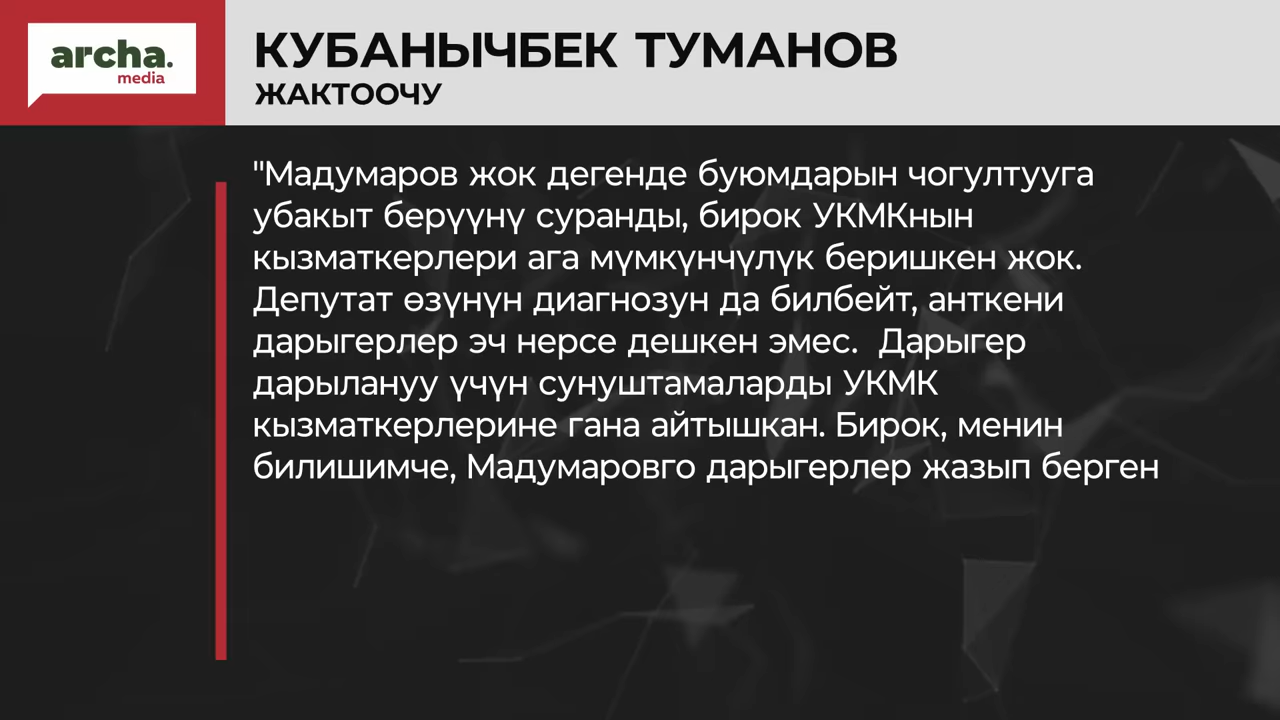 archa.
media
КУБАНЫЧБЕК ТУМАНОВ
ЖАКТООЧУ
"Мадумаров жок дегенде буюмдарын чогултууга
убакыт берүүнү суранды, бирок УКМКнын
кызматкерлери ага мүмкүнчүлүк беришкен жок.
Депутат өзүнүн диагнозун да билбейт, анткени
дарыгерлер эч нерсе дешкен эмес.  Дарыгер
дарылануу үчүн сунуштамаларды УКМК
кызматкерлерине гана айтышкан. Бирок, менин
билишимче, Мадумаровго дарыгерлер жазып берген